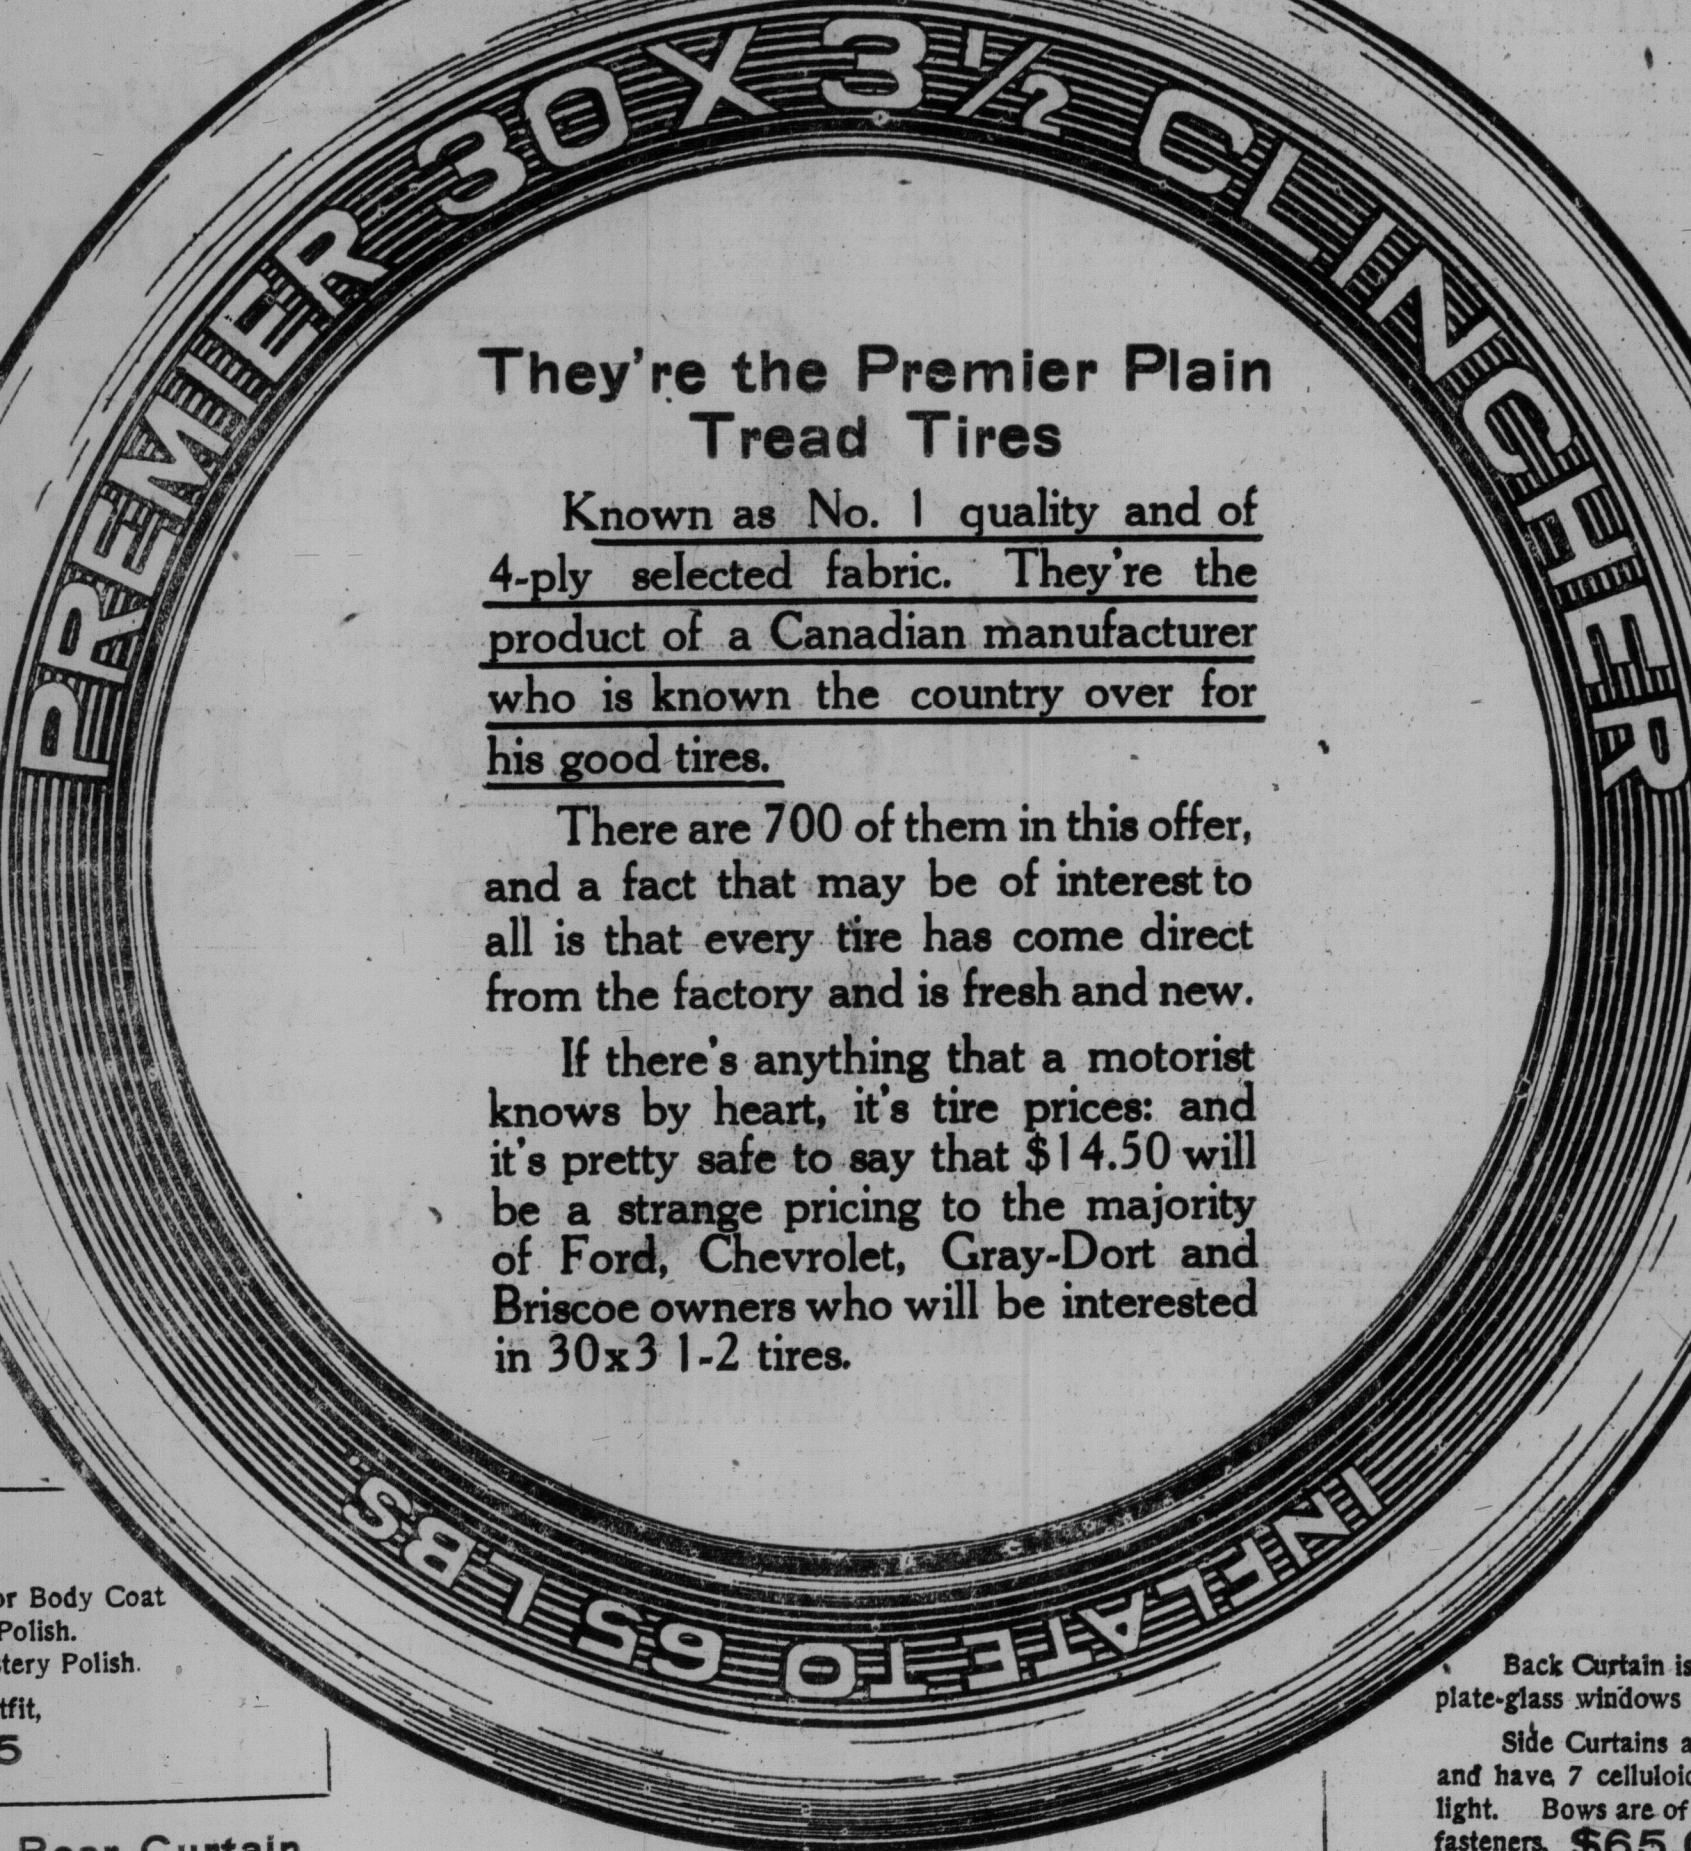 PREMIER 30 X 3½ CLINCHER
They're the Premier Plain
Tread Tires
Known as No. 1 quality and of
4-ply selected fabric. They're the
product of a Canadian manufacturer
who is known the country over for
his good tires.
There are 700 of them in this offer,
and a fact that may be of interest to
all is that every tire has come direct
from the factory and is fresh and new.
If there's anything that a motorist
knows by heart, it's tire prices: and
it's pretty safe to say that $14.50 will
be a strange pricing to the majority
of Ford, Chevrolet, Gray-Dort and
Briscoe owners who will be interested
in 30x3 1-2 tires.
INFLATE TO 65 LBS.
Body Coat
Polish.
Polish.
Curtain
Back Curtain is
plate-glass windows
Side Curtains
and have 7
light. Bows are of
fasteners.